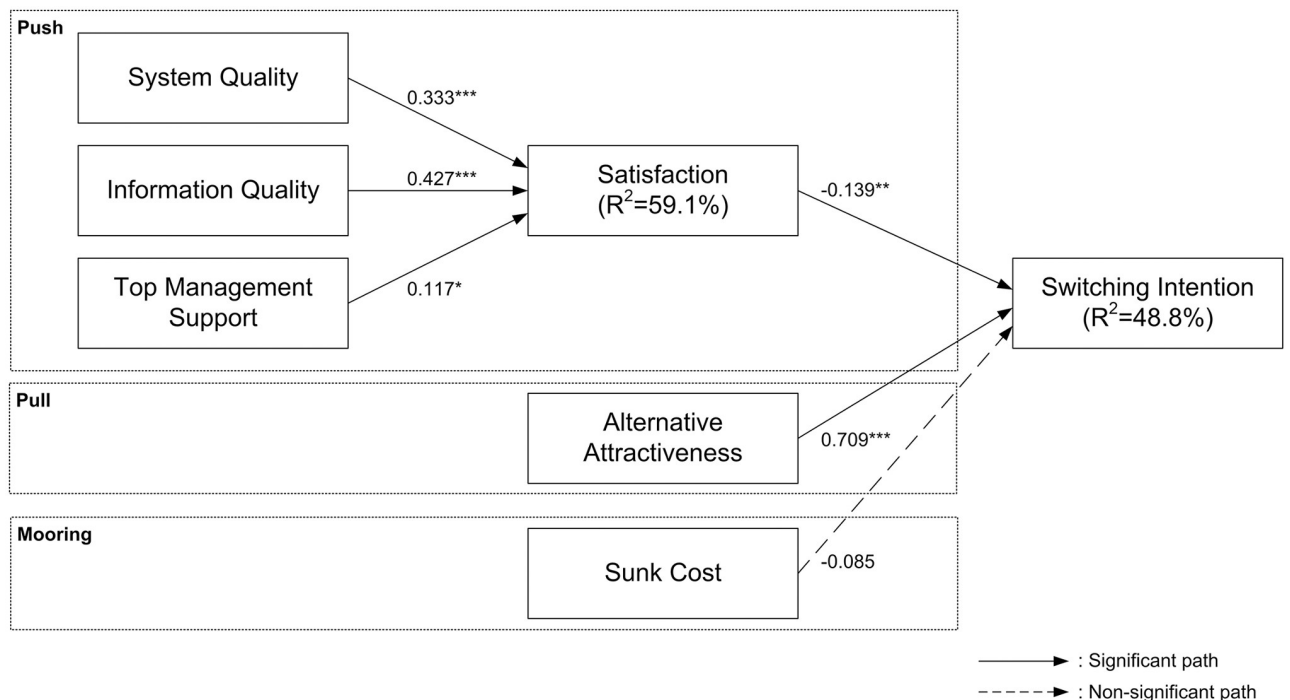 Push
System Quality
0.333***
Information Quality
0.427***
Satisfaction
(R²=59.1%)
-0.139**
Top Management
Support
0.117*
Switching Intention
(R²=48.8%)
Pull
Alternative
Attractiveness
0.709***
Mooring
Sunk Cost
-0.085
: Significant path
: Non-significant path